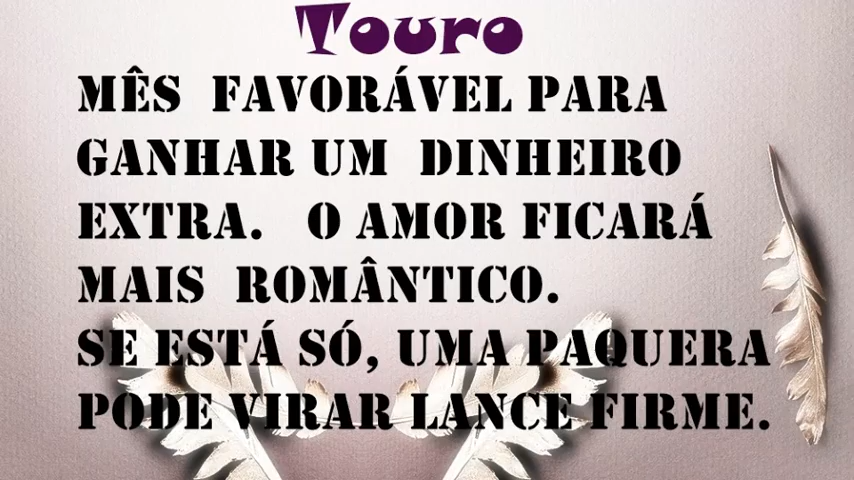 Touro
MÊS FAVORÁVEL PARA
GANHAR UM DINHEIRO
EXTRA. O AMOR FICARÁ
MAIS ROMÂNTICO.
SE ESTÁ SÓ, UMA PAQUERA
PODE VIRAR LANCE FIRME.